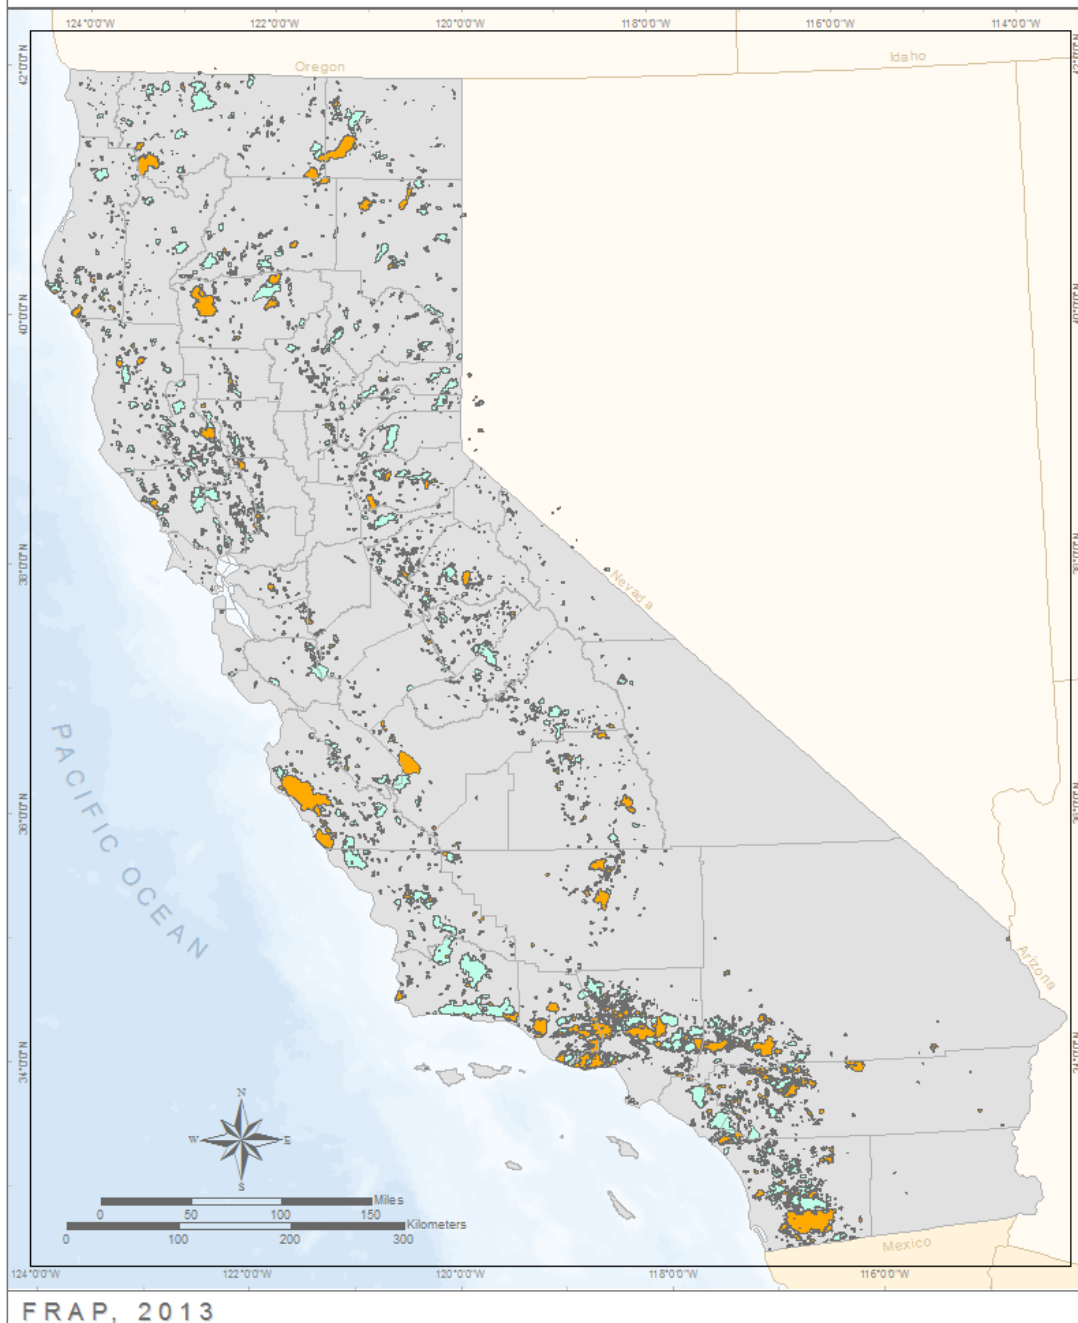 124°0'0"W 122°0'0"W 120°0'0"W 118°0'0"W 116°0'0"W 114°0'0"W
Oregon
Idaho
42°0'0"N
40°0'0"N
38°0'0"N
Nevada
PACIFIC OCEAN
36°0'0"N
Arizona
34°0'0"N
N
W E
S
Miles
0 50 100 150
Kilometers
0 100 200 300
Mexico
124°0'0"W 122°0'0"W 120°0'0"W 118°0'0"W 116°0'0"W
FRAP, 2013